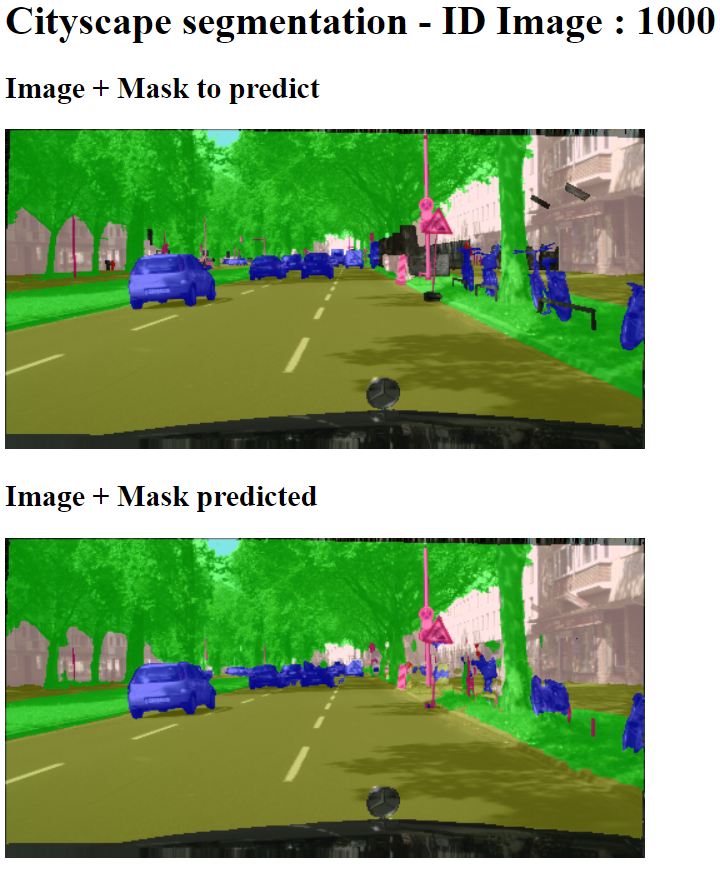 Cityscape segmentation - ID Image : 1000
Image + Mask to predict
Image + Mask predicted